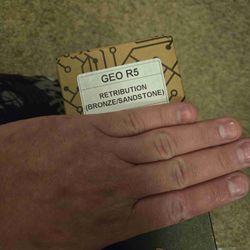 GEO R5
RETRIBUTION
(BRONZE/SANDSTONE)